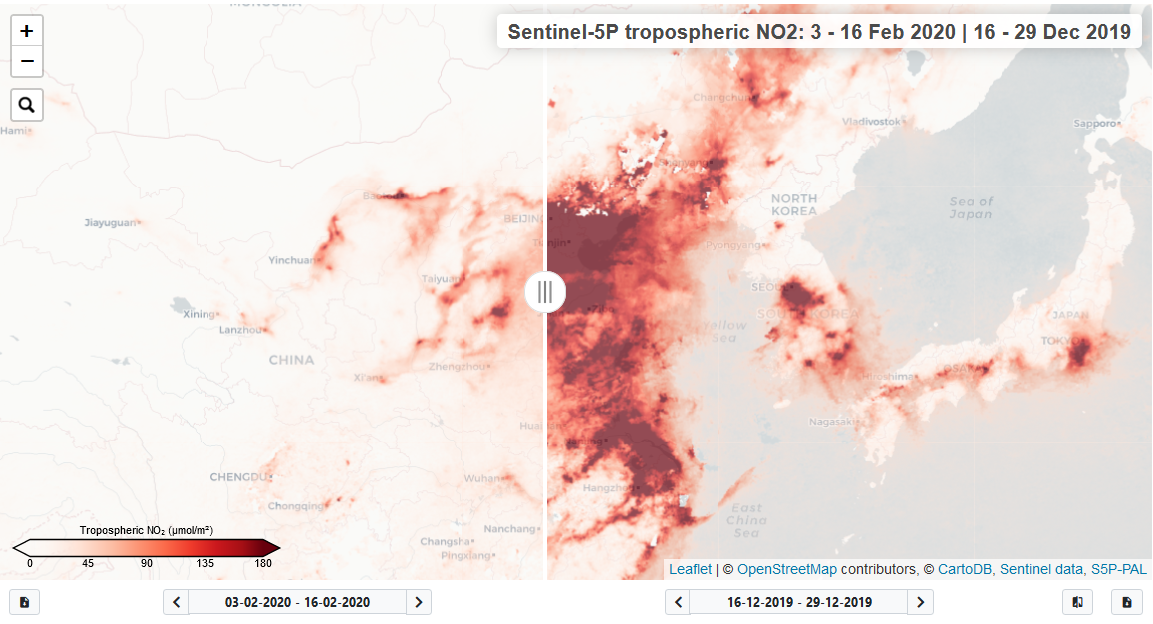 MONGOLIA
Sentinel-5P tropospheric NO2: 3 - 16 Feb 2020 | 16 - 29 Dec 2019
+
−
Changchun
Hami
Vladivostok
Sapporo
Shenyang
NORTH
KOREA
Sea of
Japan
Jiayuguan
BEIJING
Tianjin
Pyongyang
Yinchuan
Taiyuan
SEOUL
Xining
SOUTH KOREA
JAPAN
Lanzhou
Yellow
Sea
TOKYO
CHINA
Zhengzhou
OSAKA
Xi'an
Hiroshima
Nagasaki
CHENGDU
Wuhan
Hangzhou
Chongqing
East
China
Sea
Nanchang
Changsha
Pingxiang
Tropospheric NO₂ (µmol/m²)
0 45 90 135 180
Leaflet | © OpenStreetMap contributors, © CartoDB, Sentinel data, S5P-PAL
03-02-2020 - 16-02-2020
16-12-2019 - 29-12-2019